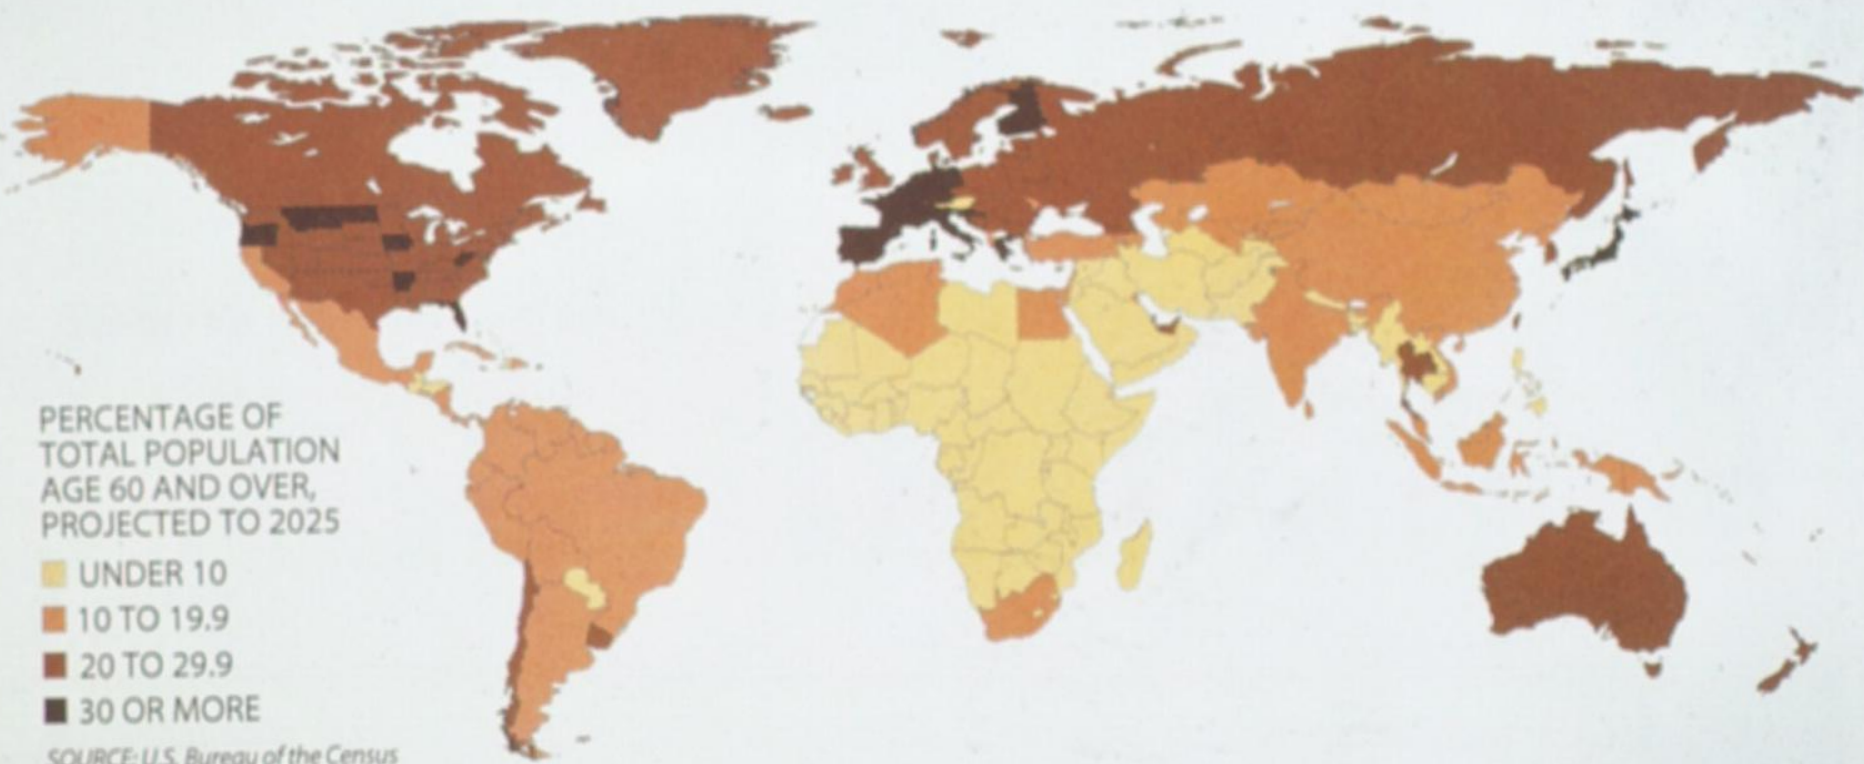 PERCENTAGE OF
TOTAL POPULATION
AGE 60 AND OVER,
PROJECTED TO 2025
UNDER 10
10 TO 19.9
20 TO 29.9
30 OR MORE
SOURCE: U.S. Bureau of the Census